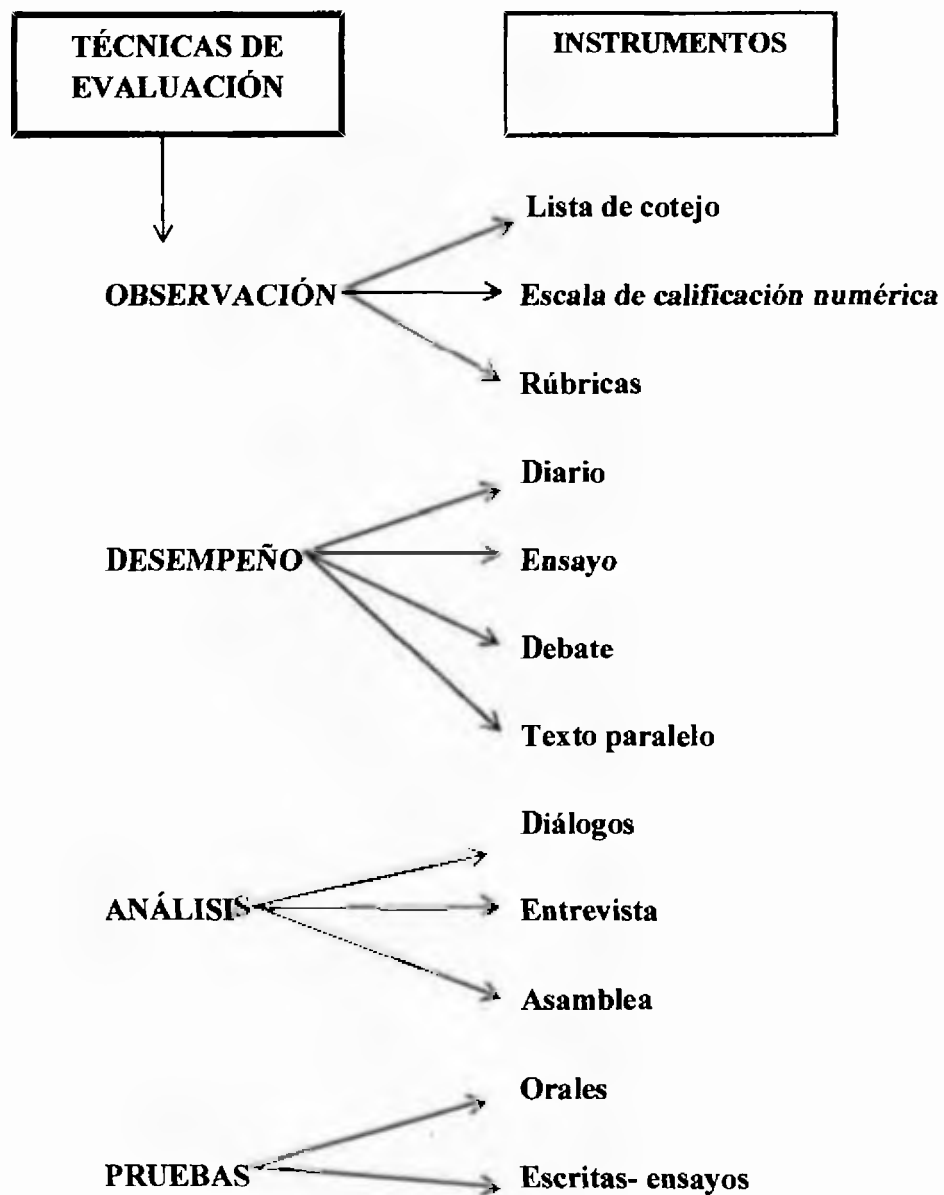 TÉCNICAS DE
EVALUACIÓN
INSTRUMENTOS
Lista de cotejo
OBSERVACIÓN
Escala de calificación numérica
Rúbricas
Diario
DESEMPEÑO
Ensayo
Debate
Texto paralelo
Diálogos
ANÁLISIS
Entrevista
Asamblea
Orales
PRUEBAS
Escritas- ensayos